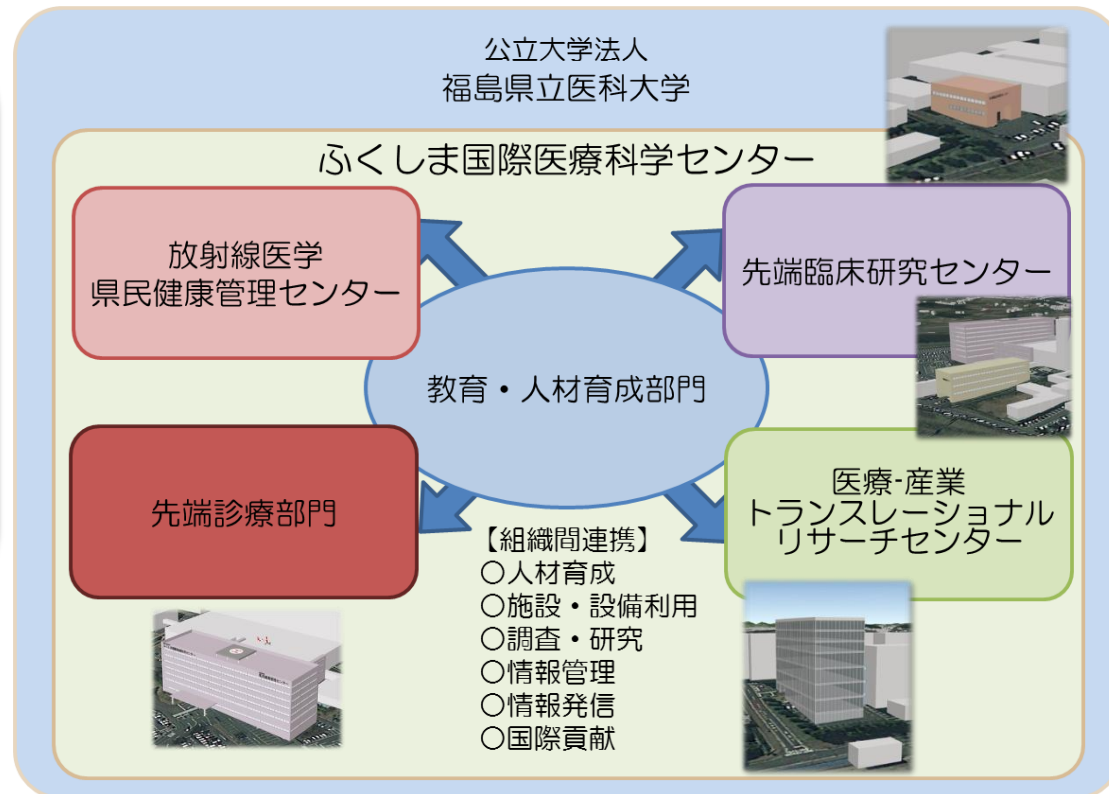 公立大学法人
福島県立医科大学
ふくしま国際医療科学センター
放射線医学
県民健康管理センター
先端臨床研究センター
教育・人材育成部門
先端診療部門
医療-産業
トランスレーショナル
リサーチセンター
【組織間連携】
○人材育成
○施設・設備利用
○調査・研究
○情報管理
○情報発信
○国際貢献